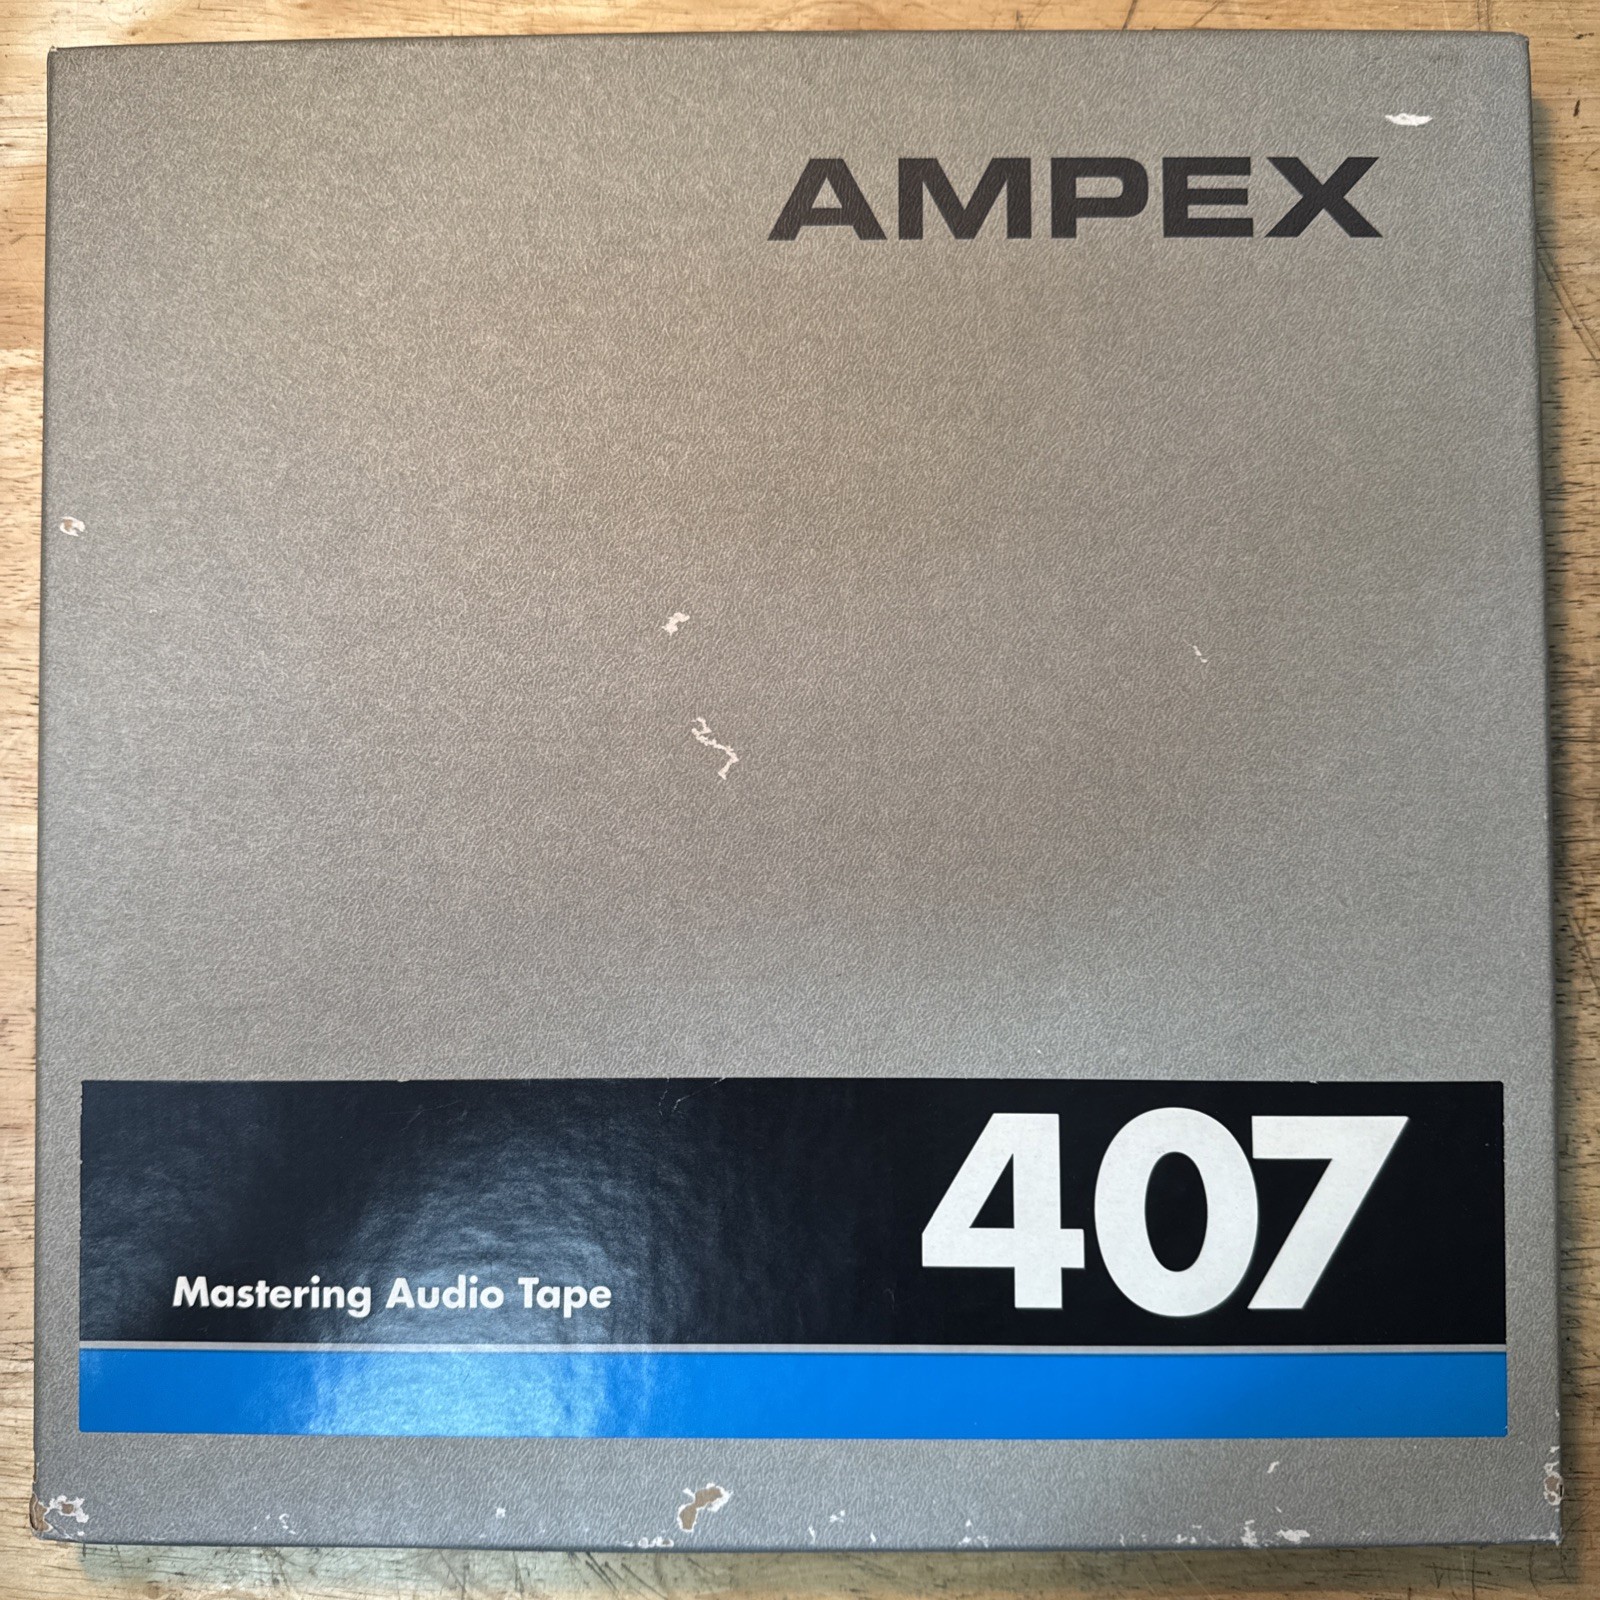 AMPEX
407
Mastering Audio Tape